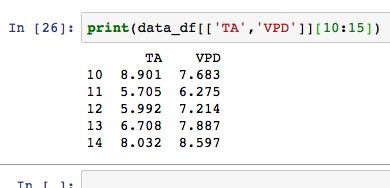 In [26]: print(data_df[['TA','VPD']][10:15])
TA VPD
10 8.901 7.683
11 5.705 6.275
12 5.992 7.214
13 6.708 7.887
14 8.032 8.597
In [ ]: